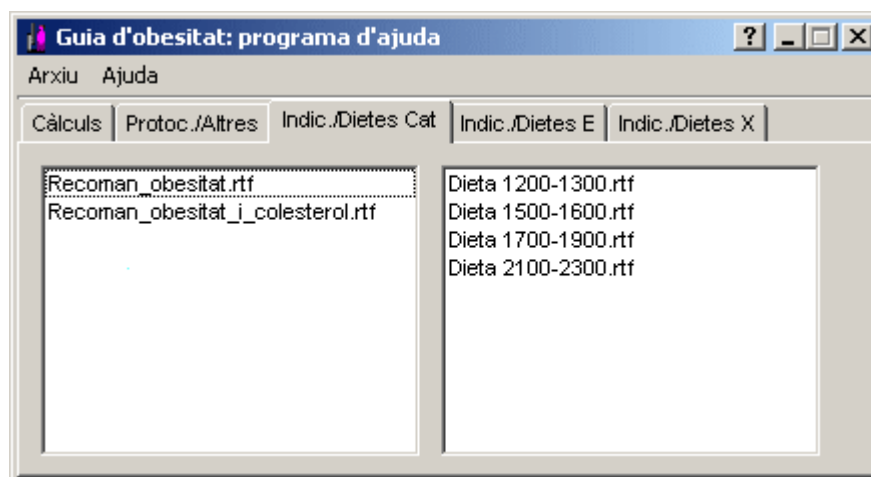 Guia d'obesitat: programa d'ajuda
Arxiu Ajuda
Càlculs Protoc./Altres Indic./Dietes Cat Indic./Dietes E Indic./Dietes X
Recoman_obesitat.rtf
Recoman_obesitat_i_colesterol.rtf
Dieta 1200-1300.rtf
Dieta 1500-1600.rtf
Dieta 1700-1900.rtf
Dieta 2100-2300.rtf